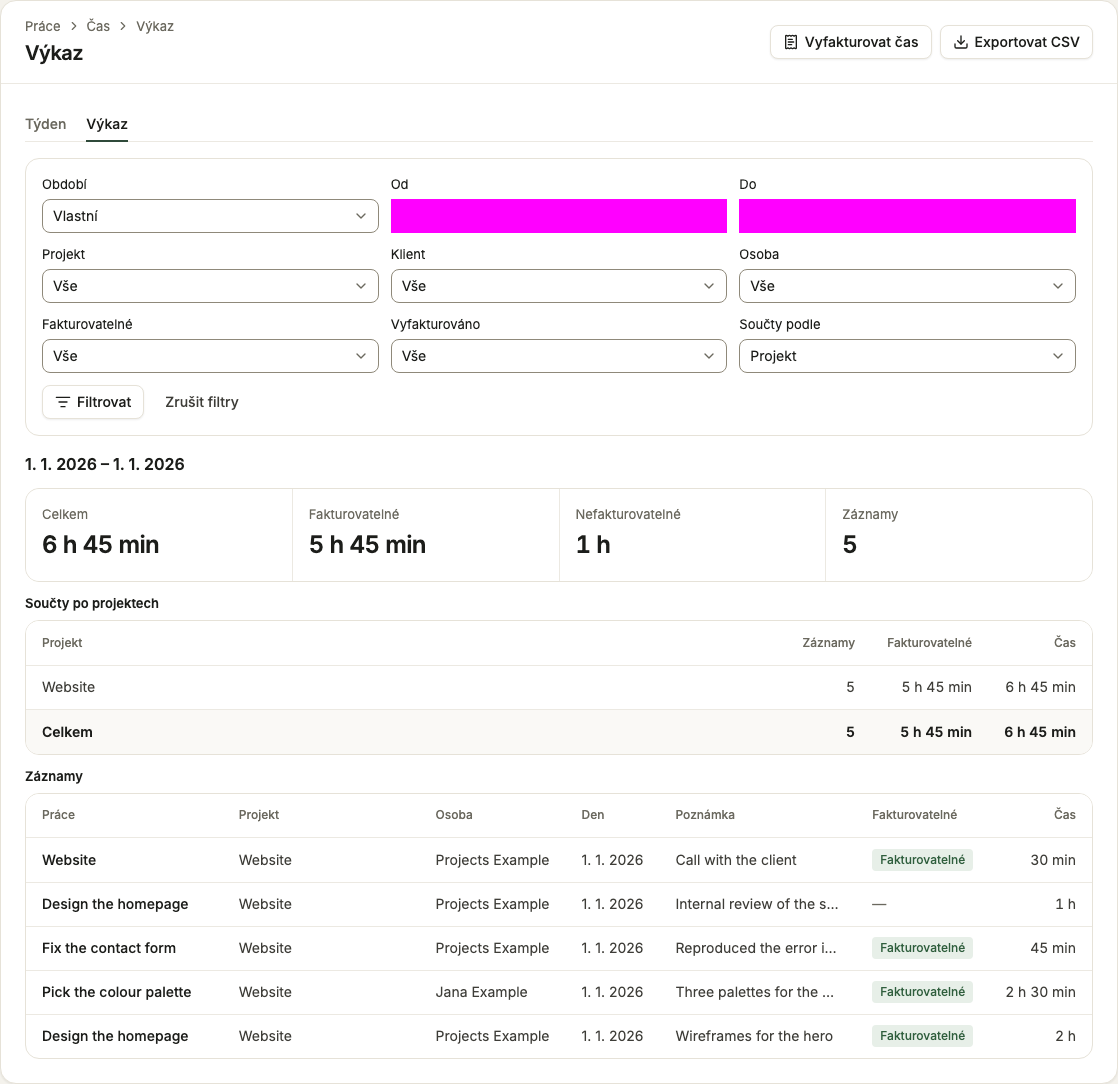 Práce > Čas > Výkaz
Výkaz
Vyfakturovat čas
Exportovat CSV
Týden
Výkaz
Období Od Do
Vlastní
Projekt Klient Osoba
Vše Vše Vše
Fakturovatelné Vyfakturováno Součty podle
Vše Vše Projekt
Filtrovat Zrušit filtry
1. 1. 2026 – 1. 1. 2026
Celkem Fakturovatelné Nefakturovatelné Záznamy
6 h 45 min 5 h 45 min 1 h 5
Součty po projektech
Projekt Záznamy Fakturovatelné Čas
Website 5 5 h 45 min 6 h 45 min
Celkem 5 5 h 45 min 6 h 45 min
Záznamy
Práce Projekt Osoba Den Poznámka Fakturovatelné Čas
Website Website Projects Example 1. 1. 2026 Call with the client Fakturovatelné 30 min
Design the homepage Website Projects Example 1. 1. 2026 Internal review of the s... — 1 h
Fix the contact form Website Projects Example 1. 1. 2026 Reproduced the error i... Fakturovatelné 45 min
Pick the colour palette Website Jana Example 1. 1. 2026 Three palettes for the ... Fakturovatelné 2 h 30 min
Design the homepage Website Projects Example 1. 1. 2026 Wireframes for the hero Fakturovatelné 2 h